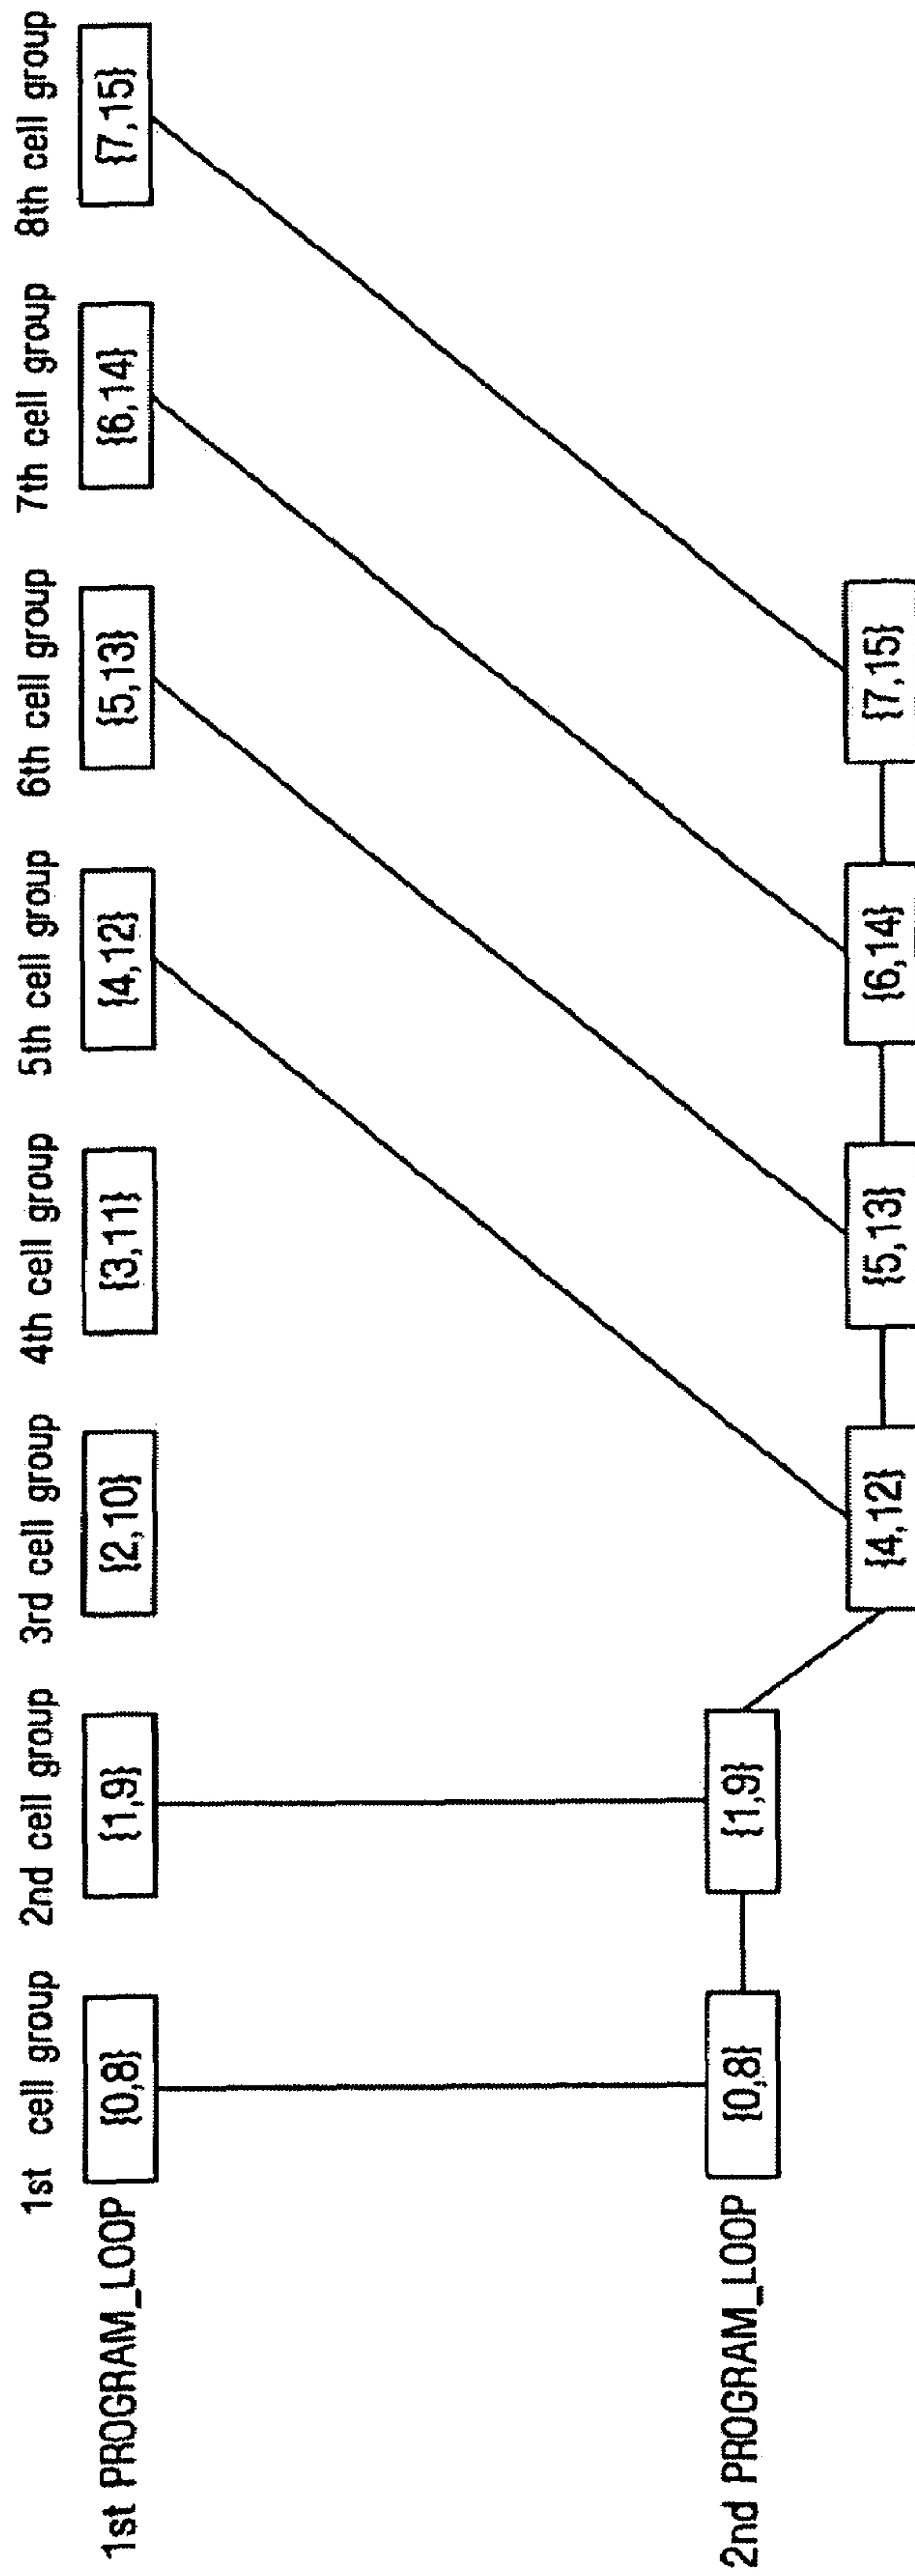 1st cell group 2nd cell group 3rd cell group 4th cell group 5th cell group 6th cell group 7th cell group 8th cell group
1st PROGRAM_LOOP {0,8} {1,9} {2,10} {3,11} {4,12} {5,13} {6,14} {7,15}
2nd PROGRAM_LOOP {0,8} {1,9}
{4,12} {5,13} {6,14} {7,15}